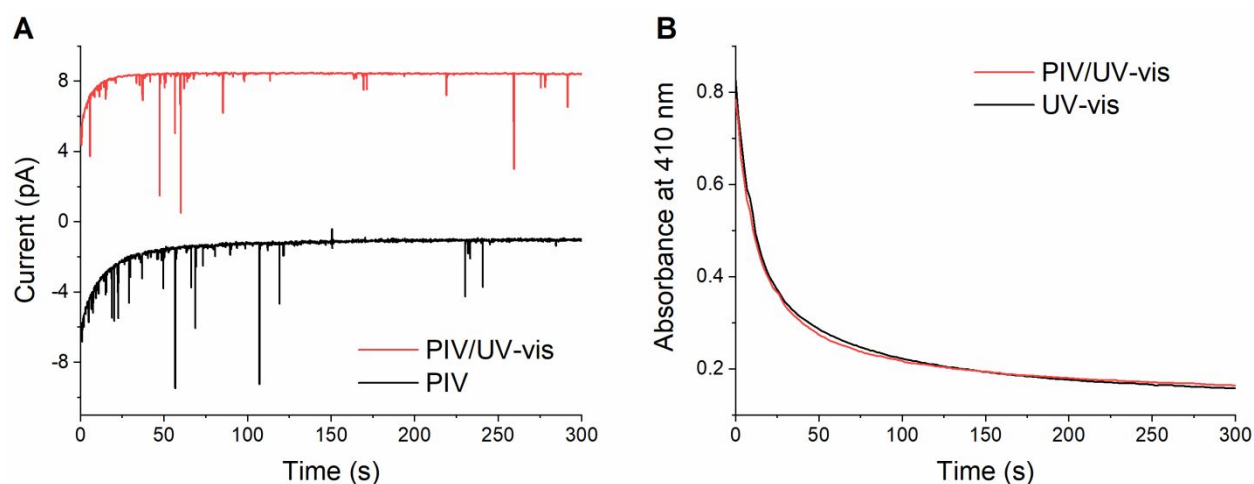 A
Current (pA)
8
4
0
-4
-8
PIV/UV-vis
PIV
0
50
100
150
200
250
300
Time (s)
B
Absorbance at 410 nm
0.8
0.6
0.4
0.2
PIV/UV-vis
UV-vis
0
50
100
150
200
250
300
Time (s)